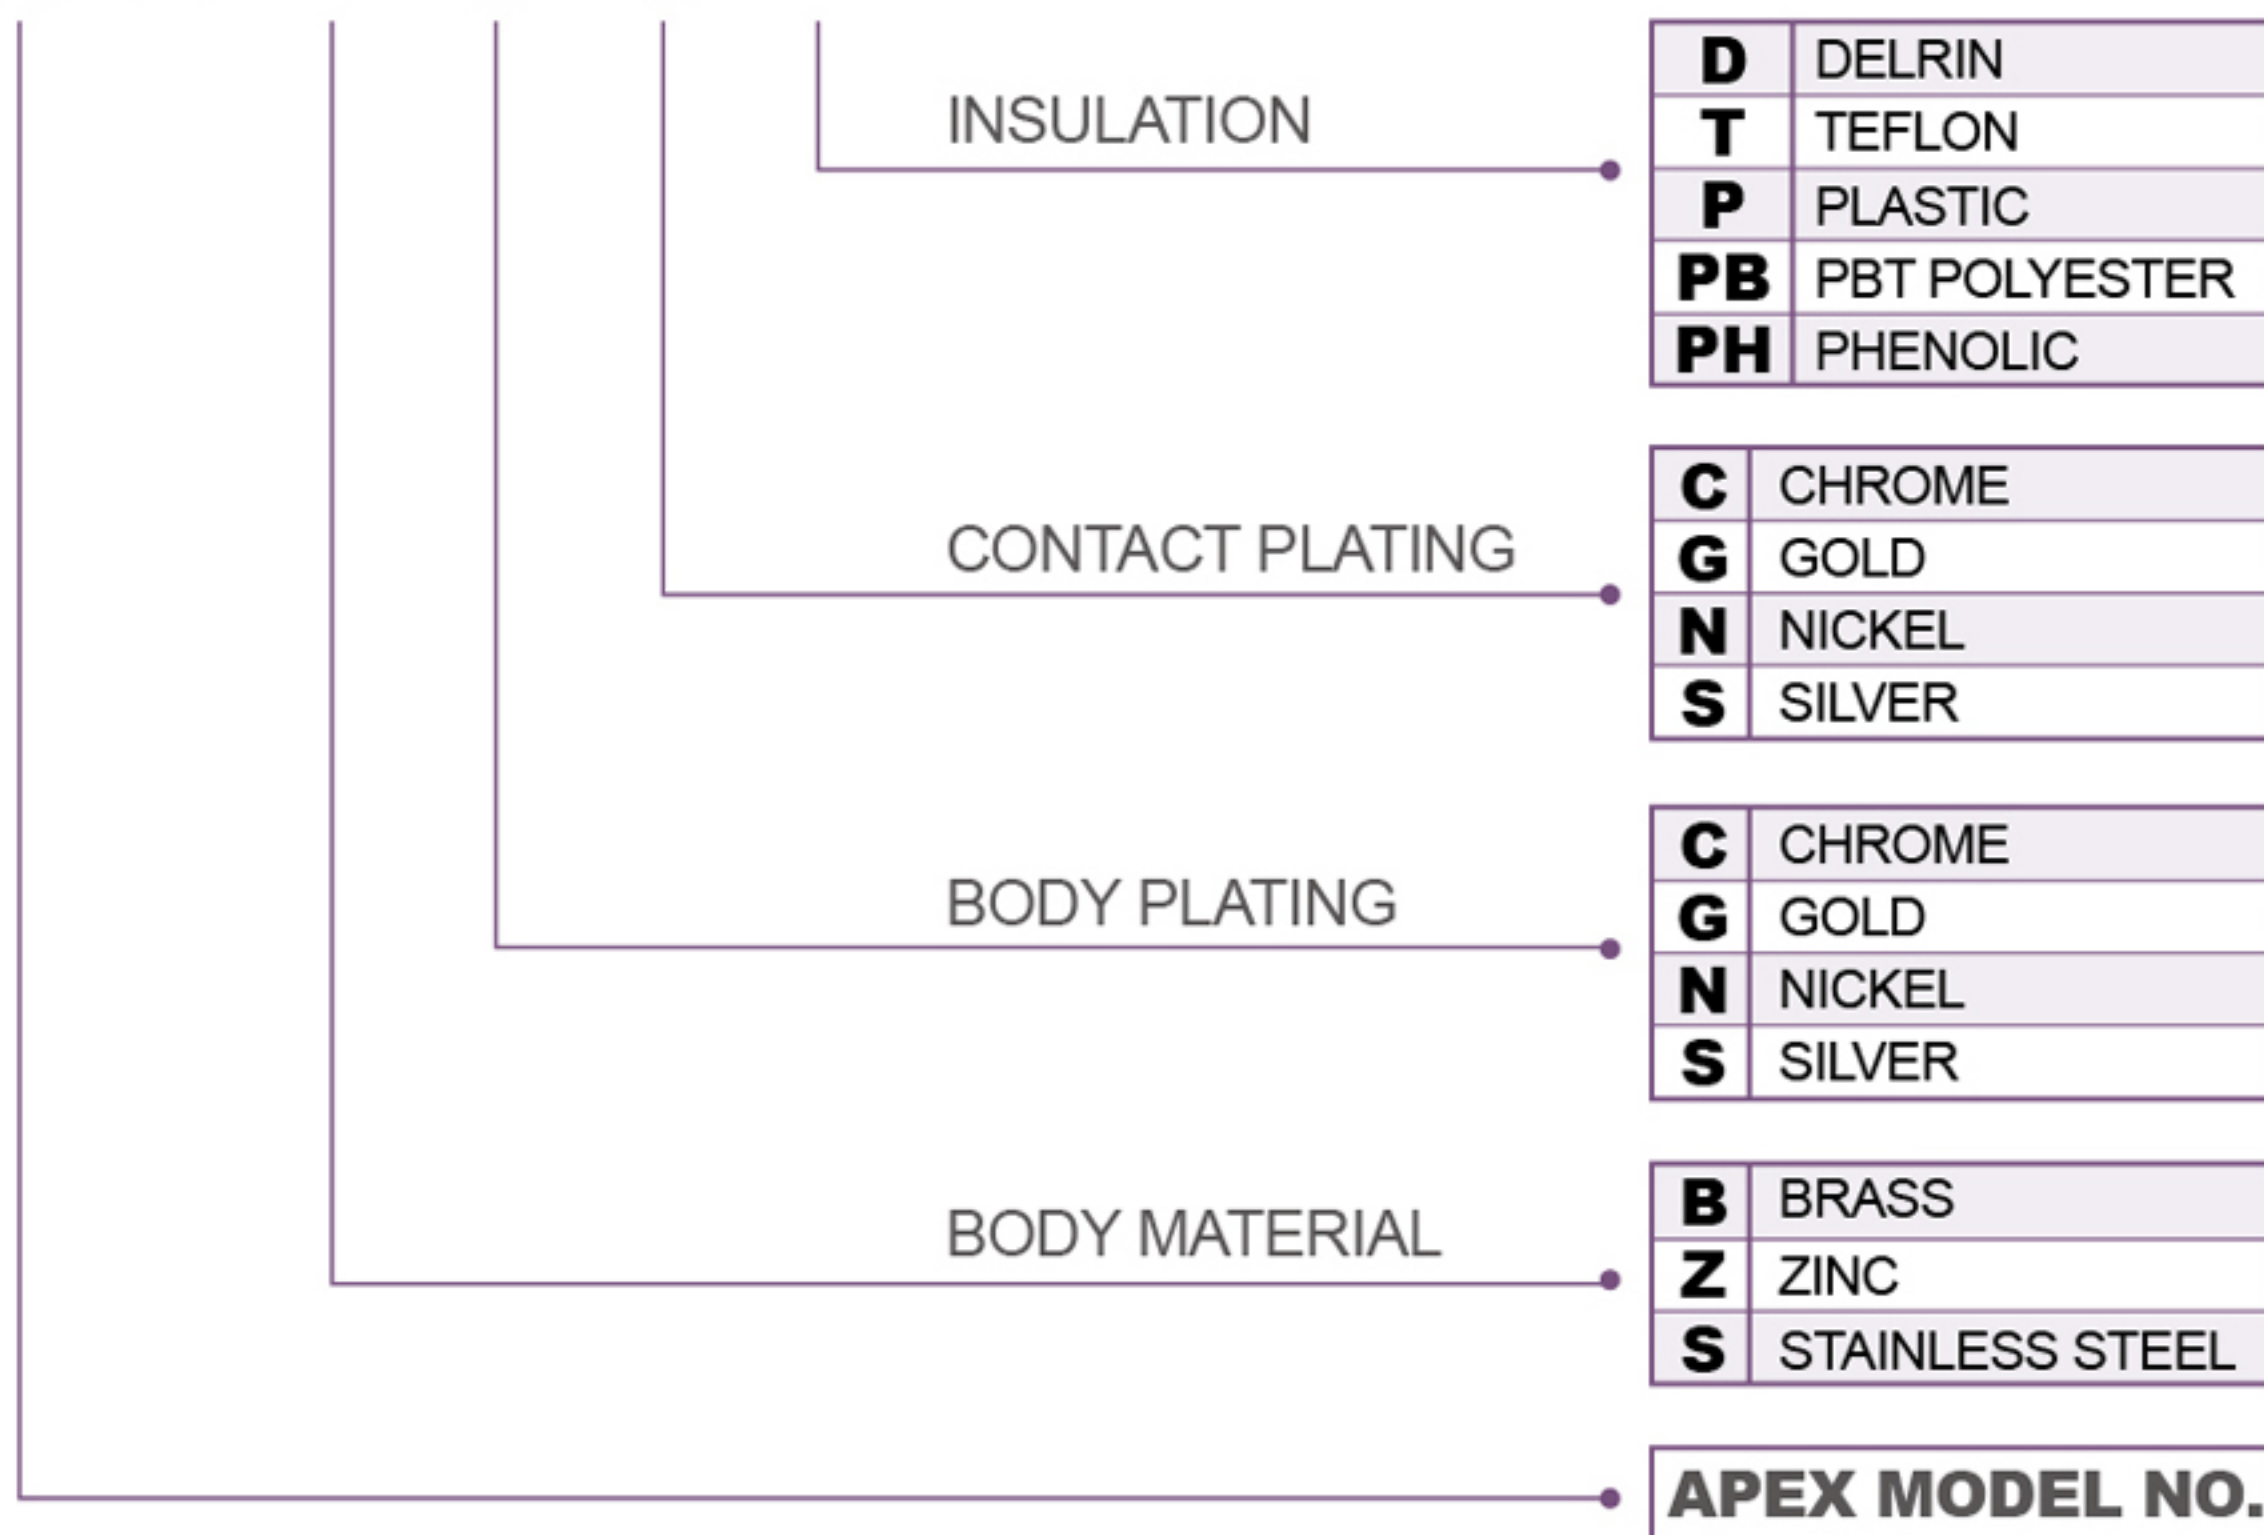 INSULATION
D DELRIN
T TEFLON
P PLASTIC
PB PBT POLYESTER
PH PHENOLIC
CONTACT PLATING
C CHROME
G GOLD
N NICKEL
S SILVER
BODY PLATING
C CHROME
G GOLD
N NICKEL
S SILVER
BODY MATERIAL
B BRASS
Z ZINC
S STAINLESS STEEL
APEX MODEL NO.